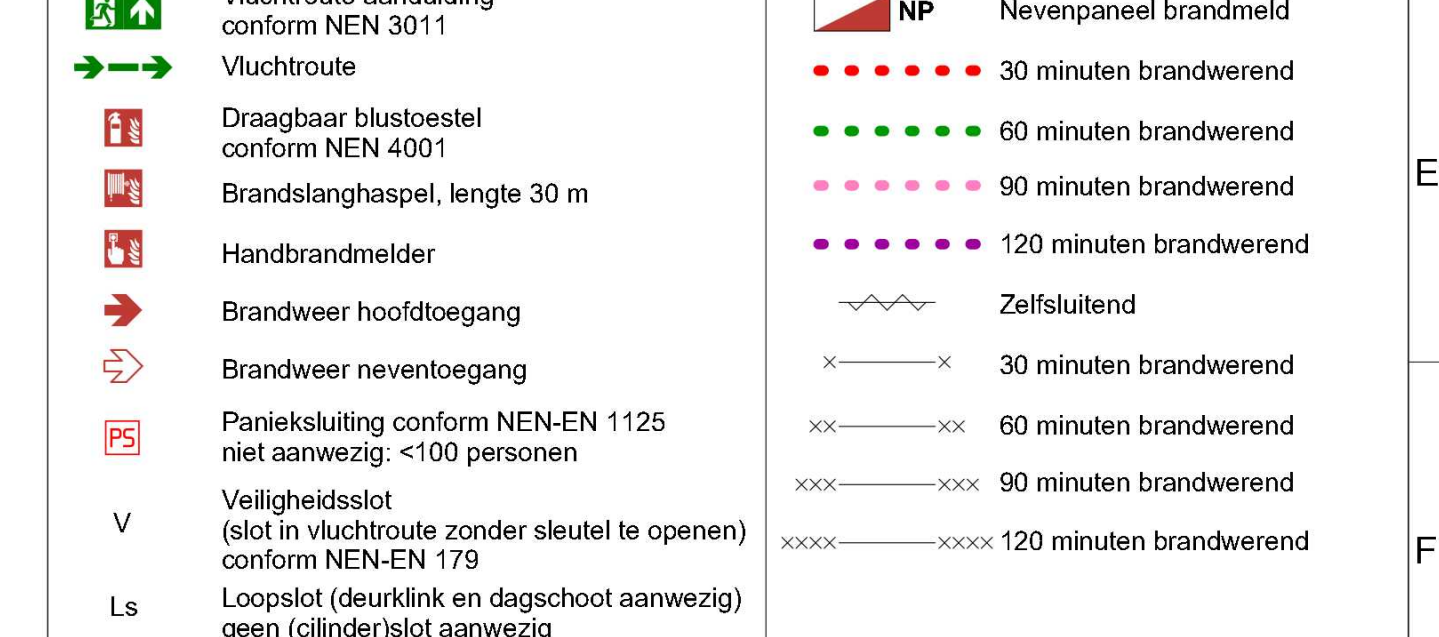 Vluchtroute aanduiding
conform NEN 3011
Vluchtroute
Draagbaar blustoestel
conform NEN 4001
Brandslanghaspel, lengte 30 m
Handbrandmelder
Brandweer hoofdtoegang
Brandweer neventoegang
PS
Panieksluiting conform NEN-EN 1125
niet aanwezig: <100 personen
V
Veiligheidsslot
(slot in vluchtroute zonder sleutel te openen)
conform NEN-EN 179
Ls
Loopslot (deurklink en dagschoot aanwezig)
geen (cilinder)slot aanwezig
NP Nevenpaneel brandmeld
30 minuten brandwerend
60 minuten brandwerend
90 minuten brandwerend
120 minuten brandwerend
Zelfsluitend
× × 30 minuten brandwerend
×× ×× 60 minuten brandwerend
××× ××× 90 minuten brandwerend
×××× ×××× 120 minuten brandwerend
E
F